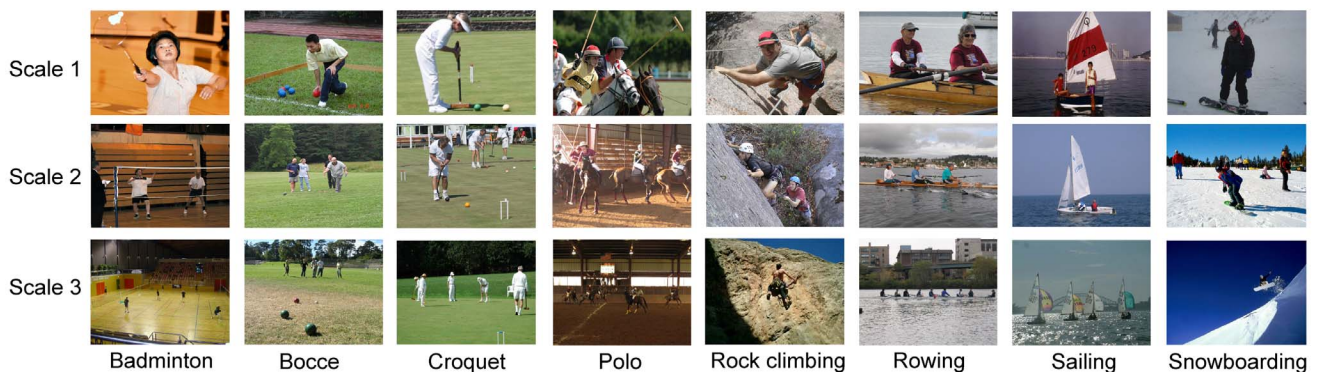 Scale 1
Scale 2
Scale 3
Badminton Bocce Croquet Polo Rock climbing Rowing Sailing Snowboarding